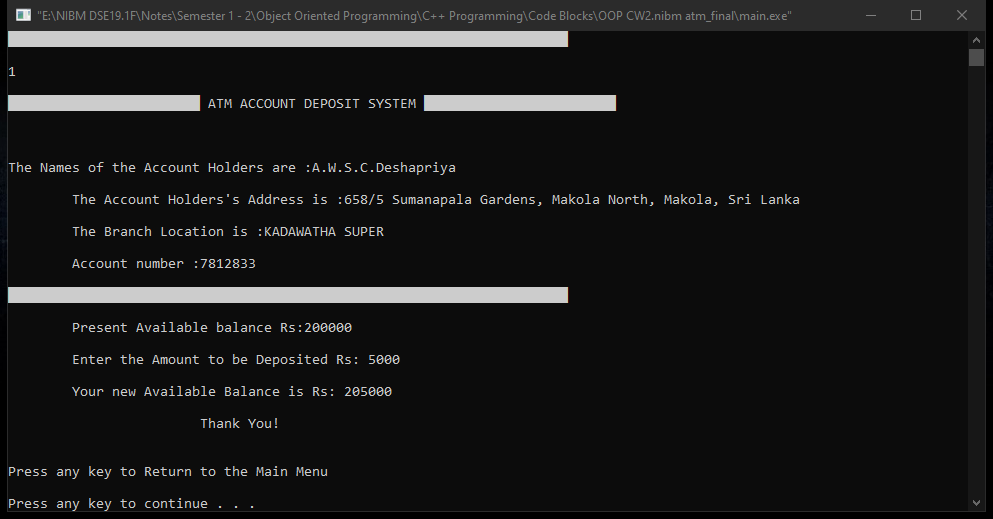 "E:\NIBM DSE19.1F\Notes\Semester 1 - 2\Object Oriented Programming\C++ Programming\Code Blocks\OOP CW2.nibm atm_final\main.exe"
1
ATM ACCOUNT DEPOSIT SYSTEM
The Names of the Account Holders are :A.W.S.C.Deshapriya
The Account Holders's Address is :658/5 Sumanapala Gardens, Makola North, Makola, Sri Lanka
The Branch Location is :KADAWATHA SUPER
Account number :7812833
Present Available balance Rs:200000
Enter the Amount to be Deposited Rs: 5000
Your new Available Balance is Rs: 205000
Thank You!
Press any key to Return to the Main Menu
Press any key to continue . . .